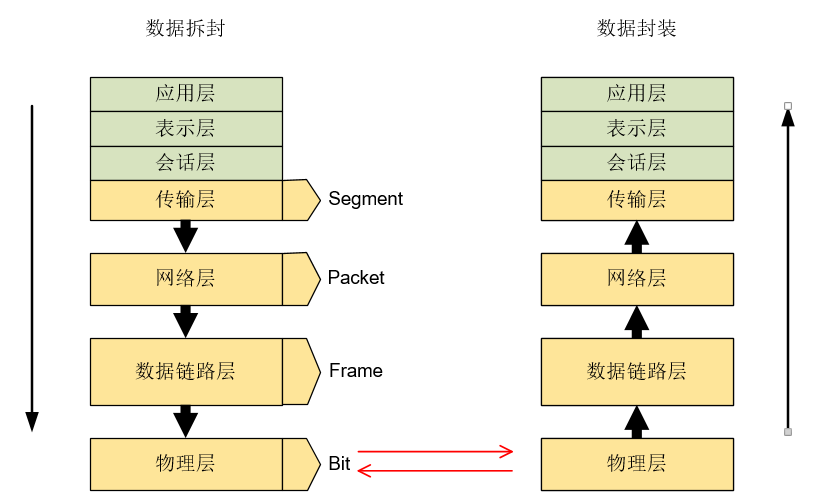 数据拆封
数据封装
应用层
表示层
会话层
传输层
Segment
网络层
Packet
数据链路层
Frame
物理层
Bit
应用层
表示层
会话层
传输层
网络层
数据链路层
物理层